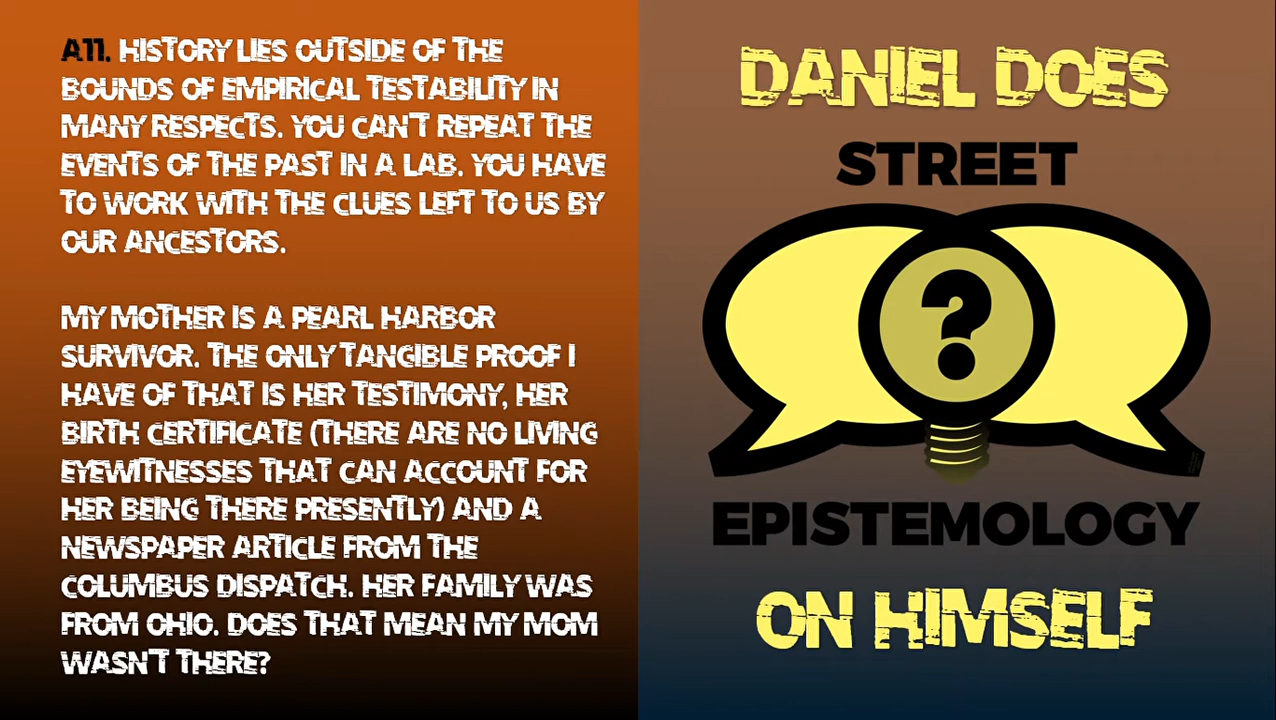 A11. HISTORY LIES OUTSIDE OF THE
BOUNDS OF EMPIRICAL TESTABILITY IN
MANY RESPECTS. YOU CAN'T REPEAT THE
EVENTS OF THE PAST IN A LAB. YOU HAVE
TO WORK WITH THE CLUES LEFT TO US BY
OUR ANCESTORS.
MY MOTHER IS A PEARL HARBOR
SURVIVOR. THE ONLY TANGIBLE PROOF I
HAVE OF THAT IS HER TESTIMONY, HER
BIRTH CERTIFICATE (THERE ARE NO LIVING
EYEWITNESSES THAT CAN ACCOUNT FOR
HER BEING THERE PRESENTLY) AND A
NEWSPAPER ARTICLE FROM THE
COLUMBUS DISPATCH. HER FAMILY WAS
FROM OHIO. DOES THAT MEAN MY MOM
WASN'T THERE?
DANIEL DOES
STREET
?
EPISTEMOLOGY
ON HIMSELF